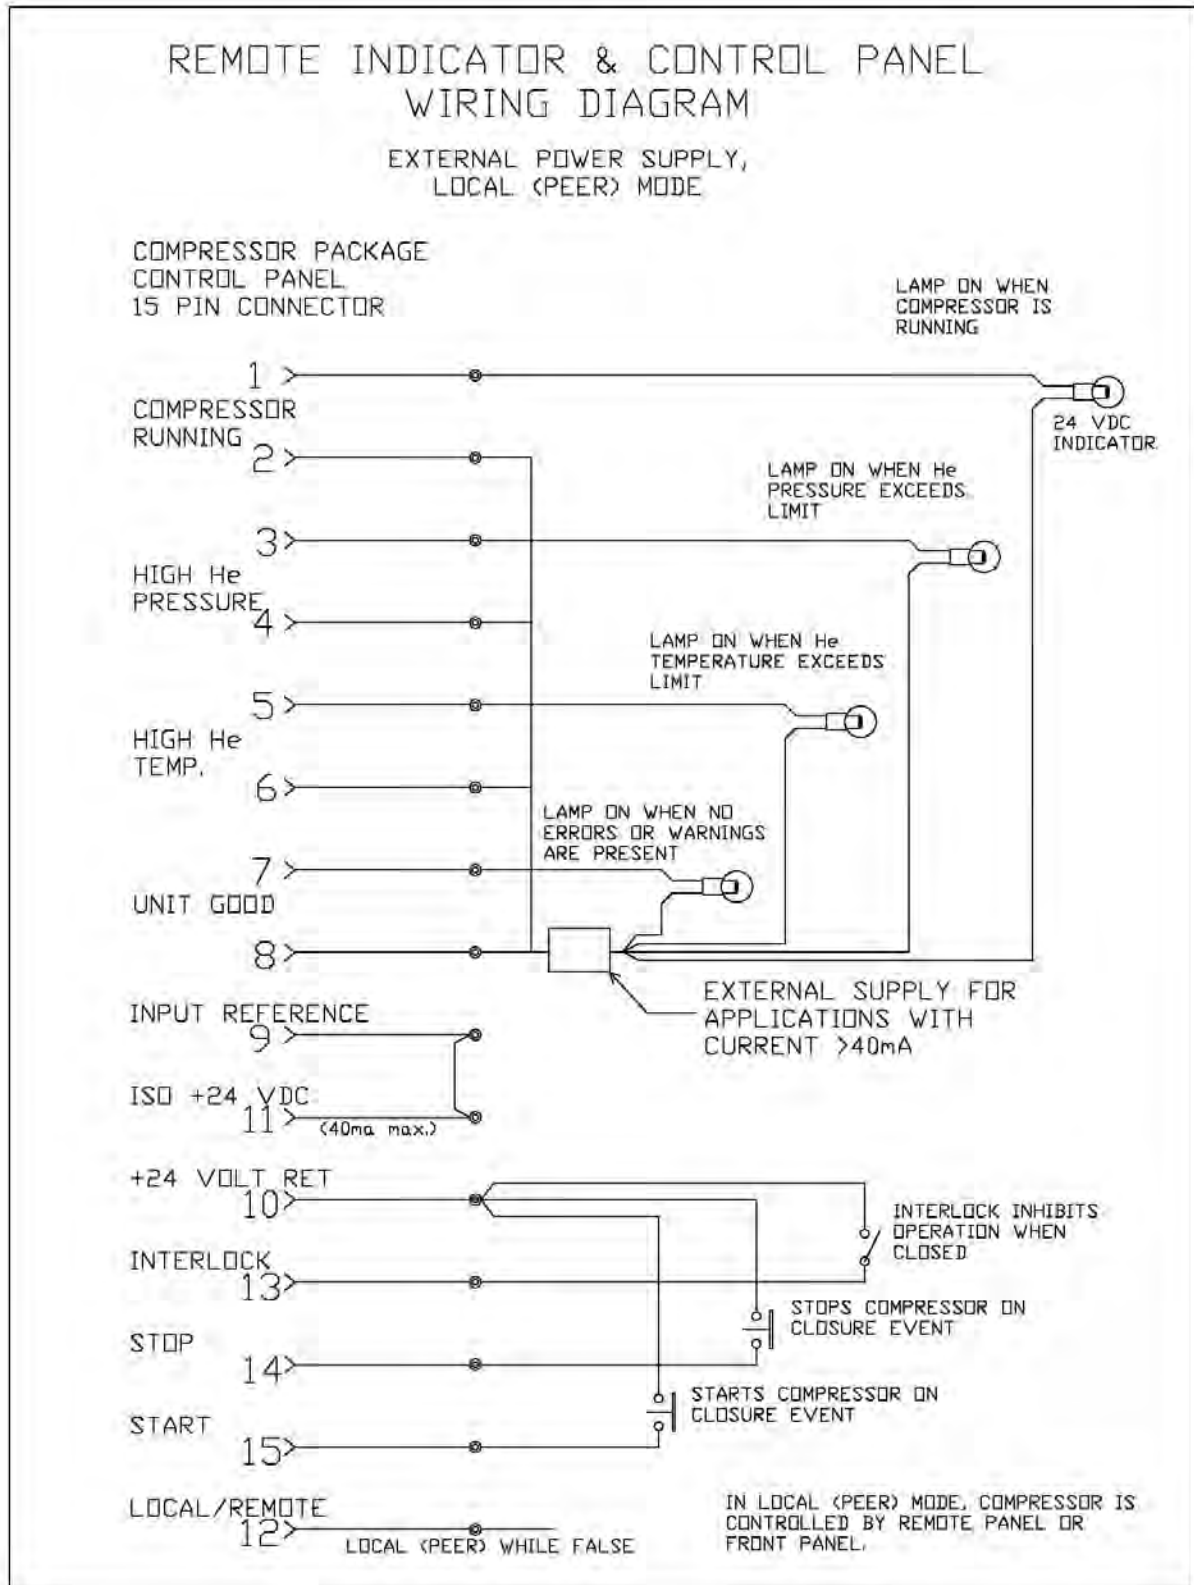 REMOTE INDICATOR & CONTROL PANEL
WIRING DIAGRAM
EXTERNAL POWER SUPPLY,
LOCAL (PEER) MODE
COMPRESSOR PACKAGE
CONTROL PANEL
15 PIN CONNECTOR
LAMP ON WHEN
COMPRESSOR IS
RUNNING
1
COMPRESSOR
RUNNING
2
24 VDC
INDICATOR
LAMP ON WHEN He
PRESSURE EXCEEDS
LIMIT
3
HIGH He
PRESSURE
4
LAMP ON WHEN He
TEMPERATURE EXCEEDS
LIMIT
5
HIGH He
TEMP.
6
LAMP ON WHEN NO
ERRORS OR WARNINGS
ARE PRESENT
7
UNIT GOOD
8
EXTERNAL SUPPLY FOR
APPLICATIONS WITH
CURRENT >40mA
INPUT REFERENCE
9
ISO +24 VDC
11
(40ma max.)
+24 VOLT RET
10
INTERLOCK INHIBITS
OPERATION WHEN
CLOSED
INTERLOCK
13
STOPS COMPRESSOR ON
CLOSURE EVENT
STOP
14
STARTS COMPRESSOR ON
CLOSURE EVENT
START
15
LOCAL/REMOTE
12
LOCAL (PEER) WHILE FALSE
IN LOCAL (PEER) MODE, COMPRESSOR IS
CONTROLLED BY REMOTE PANEL OR
FRONT PANEL.